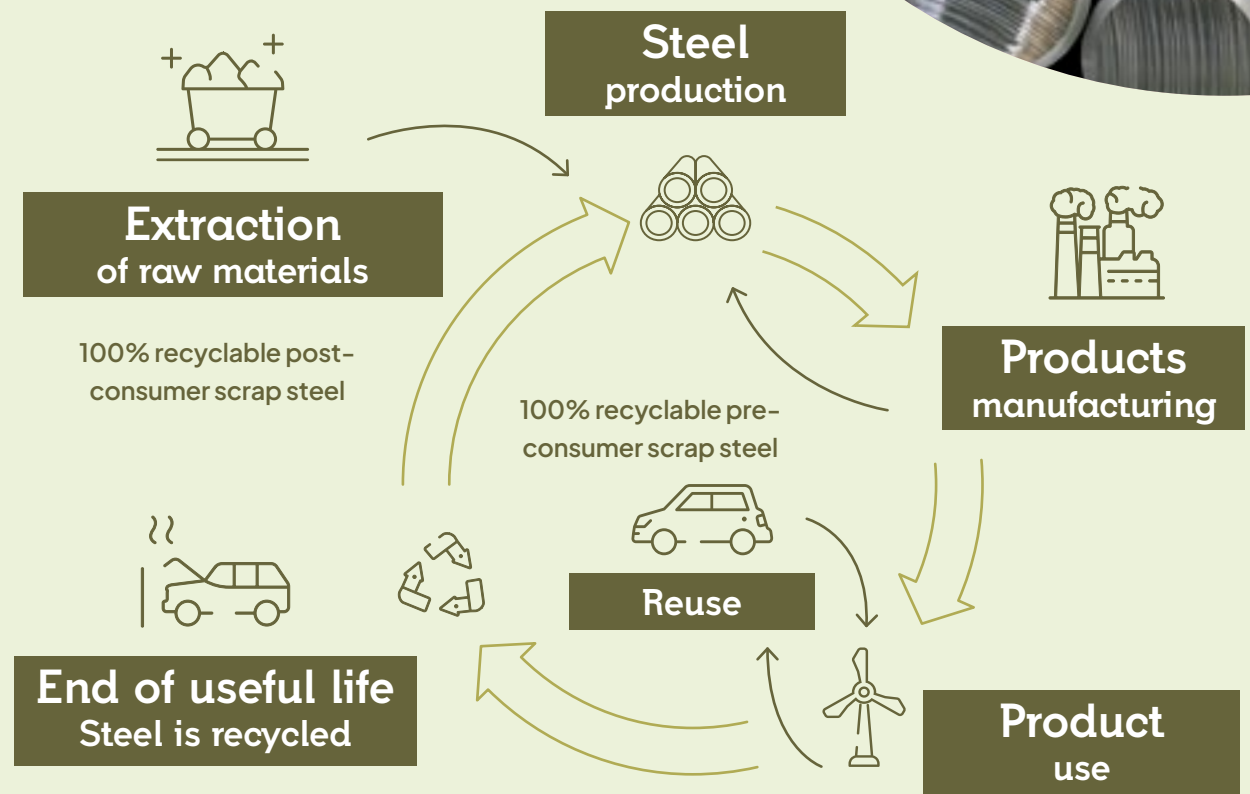 Steel
production
Extraction
of raw materials
Products
manufacturing
100% recyclable post-
consumer scrap steel
100% recyclable pre-
consumer scrap steel
Reuse
End of useful life
Steel is recycled
Product
use